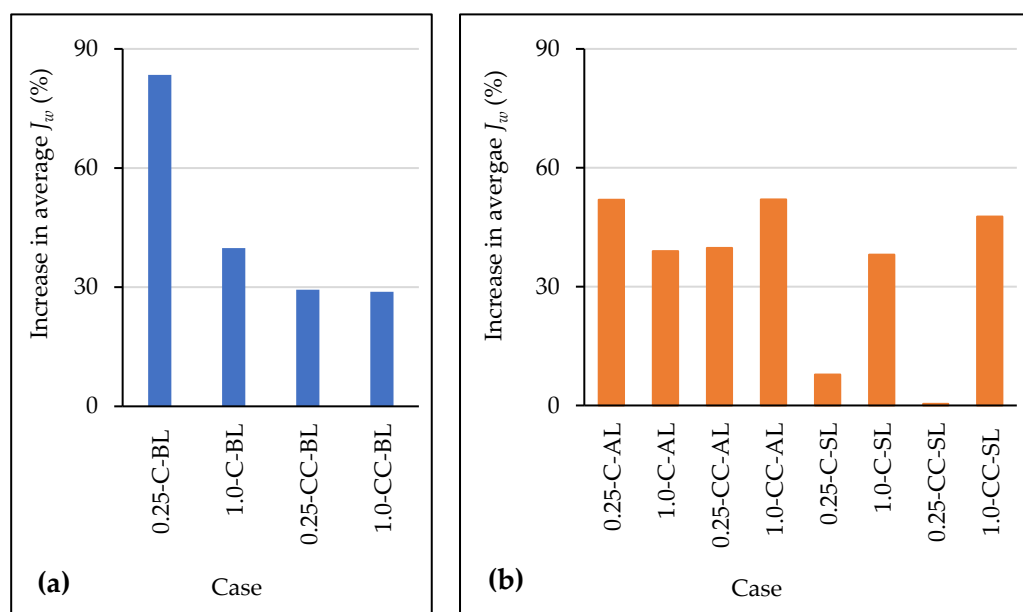 Increase in average J_w (%)
90
60
30
0
0.25-C-BL
1.0-C-BL
0.25-CC-BL
1.0-CC-BL
(a)
Case
Increase in avergae J_w (%)
90
60
30
0
0.25-C-AL
1.0-C-AL
0.25-CC-AL
1.0-CC-AL
0.25-C-SL
1.0-C-SL
0.25-CC-SL
1.0-CC-SL
(b)
Case